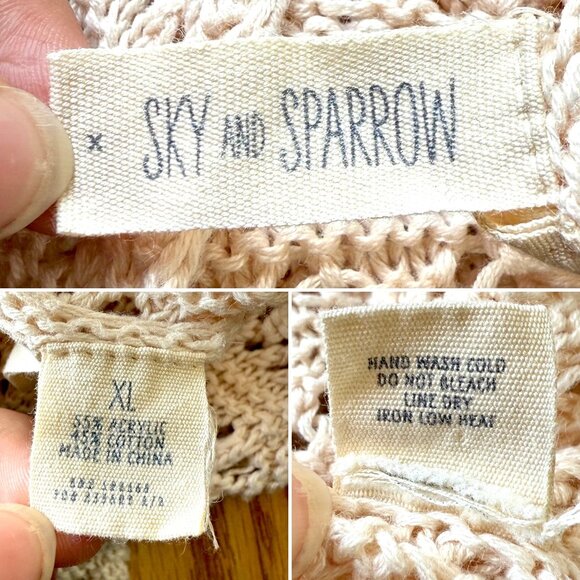 x SKY AND SPARROW
XL
55% ACRYLIC
45% COTTON
MADE IN CHINA
HAND WASH COLD
DO NOT BLEACH
LINE DRY
IRON LOW HEAT